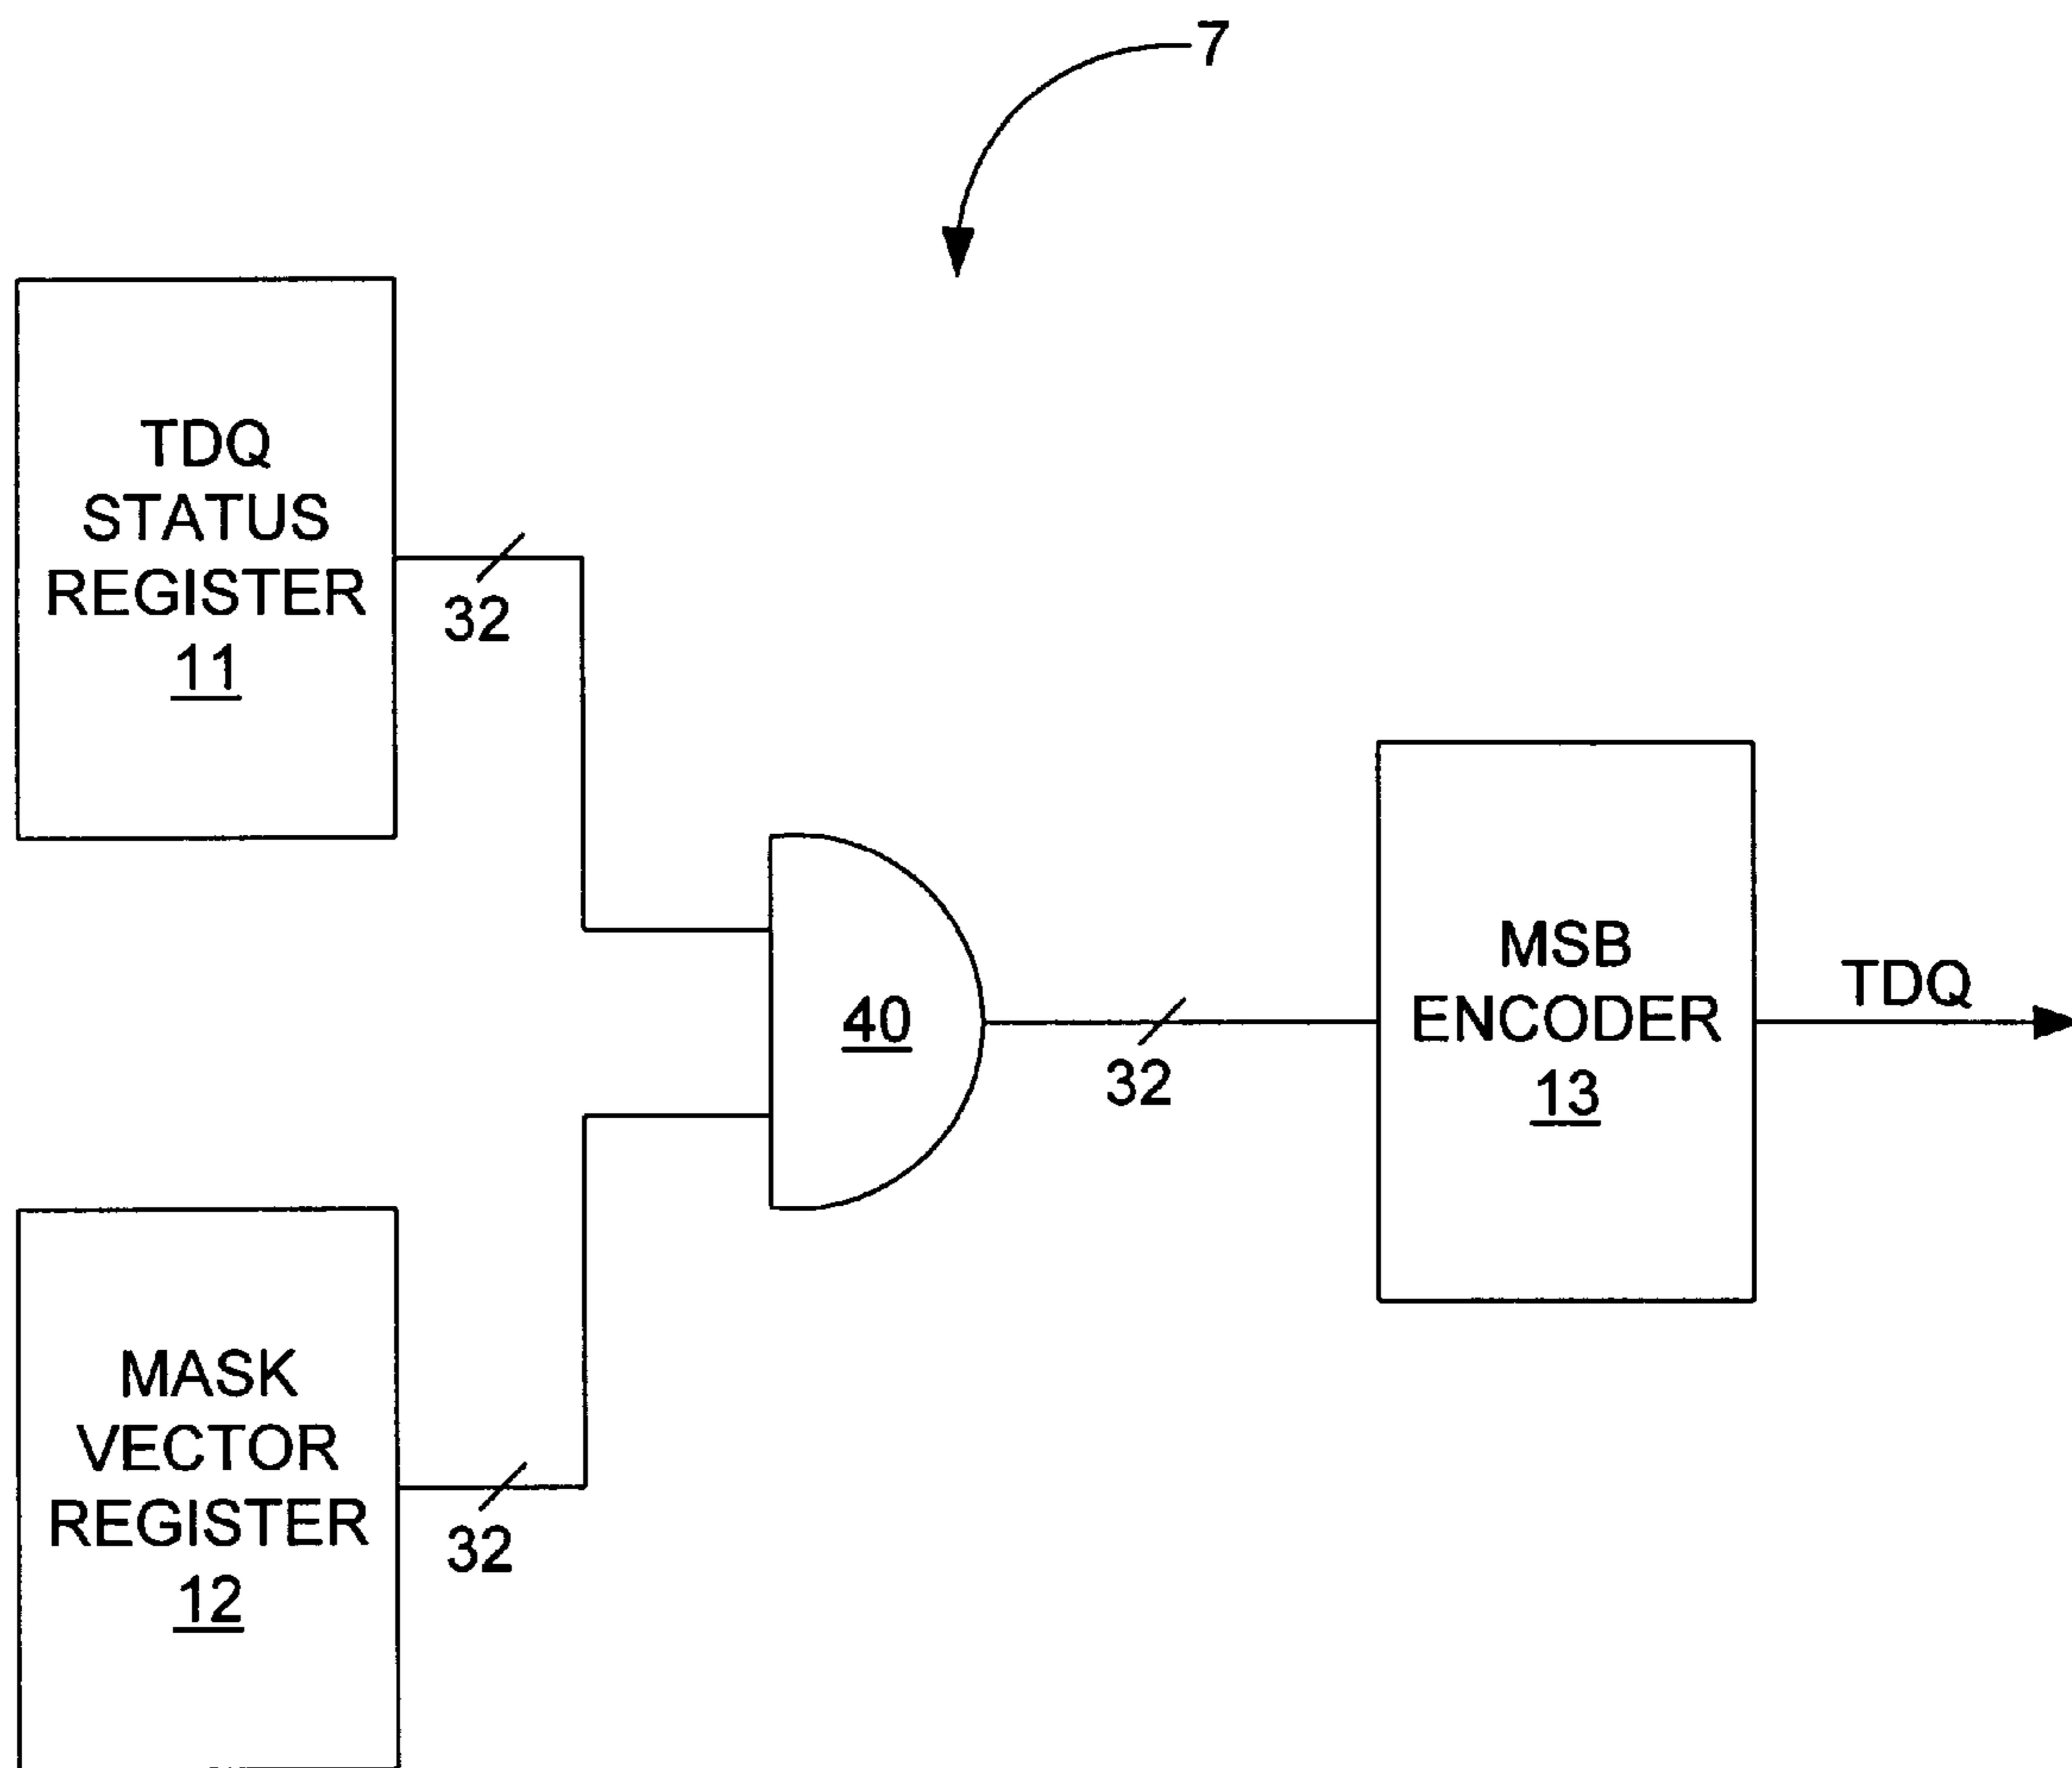 7
TDQ
STATUS
REGISTER
11
32
40
32
MSB
ENCODER
13
TDQ
MASK
VECTOR
REGISTER
12
32